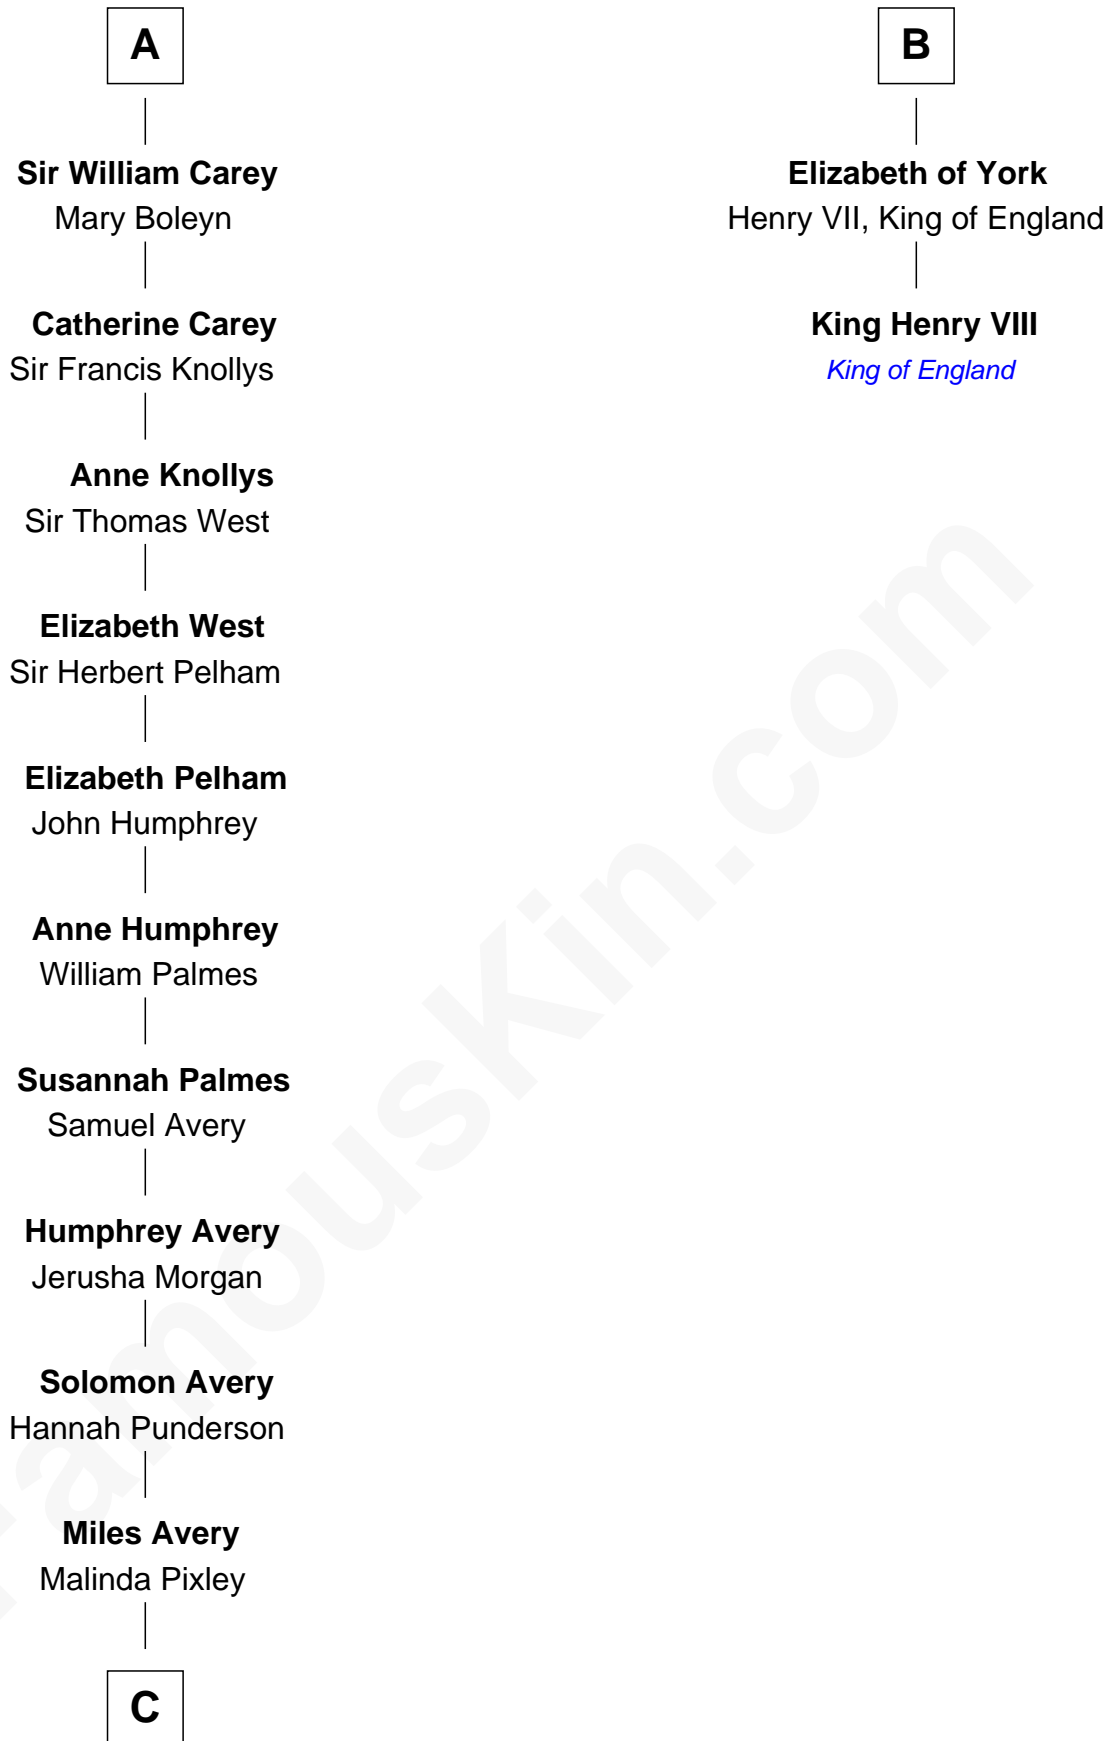 A
Sir William Carey
Mary Boleyn
Catherine Carey
Sir Francis Knollys
Anne Knollys
Sir Thomas West
Elizabeth West
Sir Herbert Pelham
Elizabeth Pelham
John Humphrey
Anne Humphrey
William Palmes
Susannah Palmes
Samuel Avery
Humphrey Avery
Jerusha Morgan
Solomon Avery
Hannah Punderson
Miles Avery
Malinda Pixley
C
B
Elizabeth of York
Henry VII, King of England
King Henry VIII
King of England
FamousKin.com